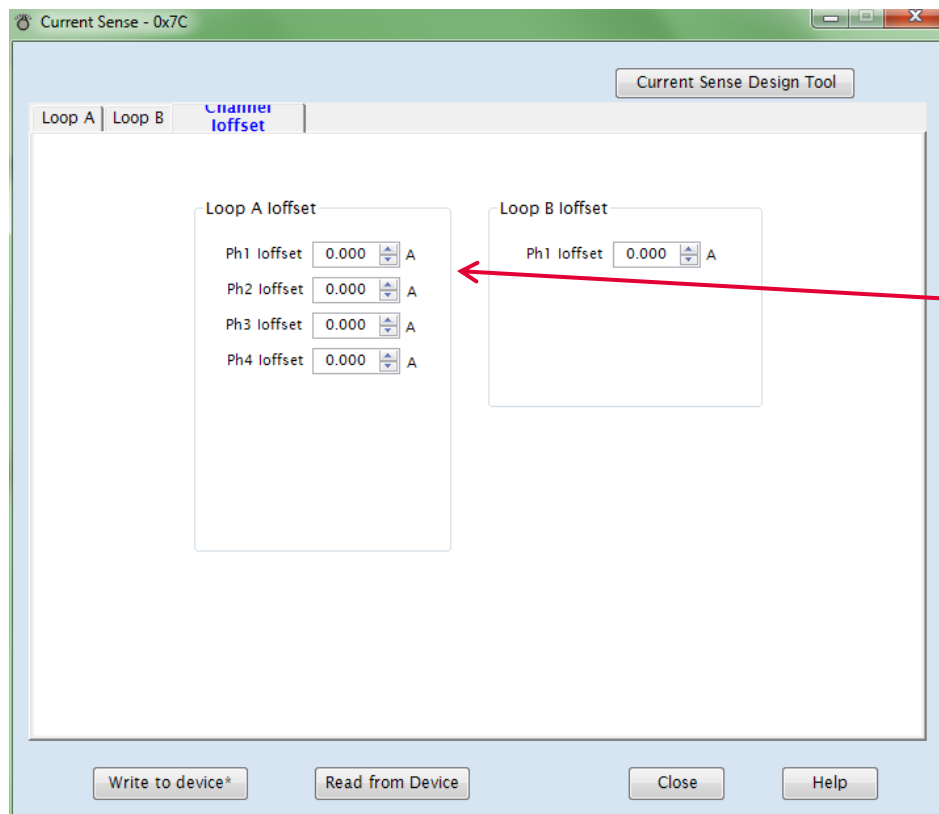 Current Sense - 0x7C
Current Sense Design Tool
Loop A
Loop B
Channel
Ioffset
Loop A Ioffset
Ph1 Ioffset 0.000 A
Ph2 Ioffset 0.000 A
Ph3 Ioffset 0.000 A
Ph4 Ioffset 0.000 A
Loop B Ioffset
Ph1 Ioffset 0.000 A
Write to device*
Read from Device
Close
Help